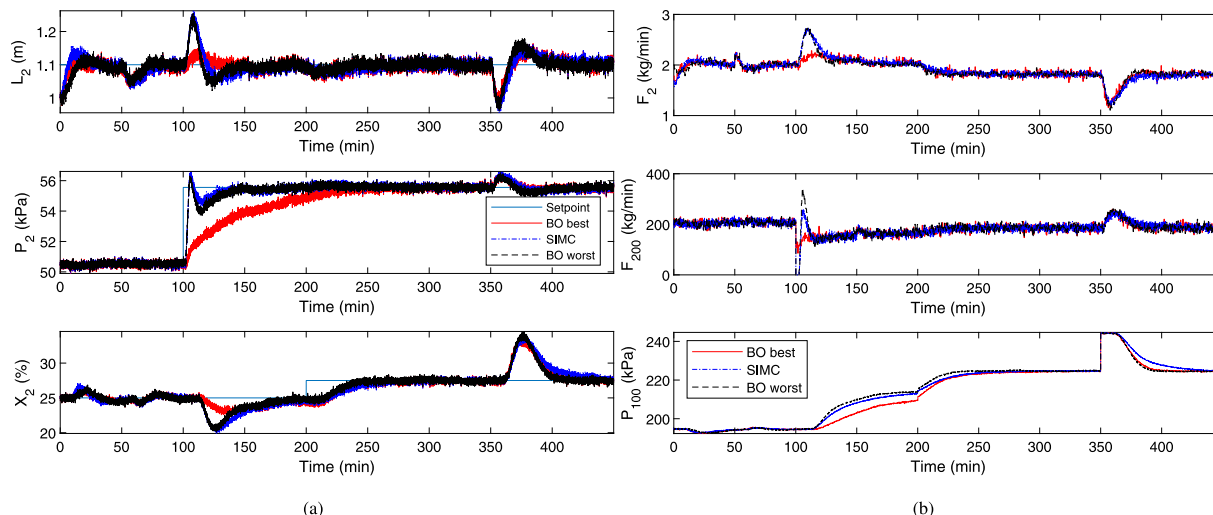 L2 (m)
1.2
1.1
1
0 50 100 150 200 250 300 350 400
Time (min)
P2 (kPa)
56
54
52
50
Setpoint
BO best
SIMC
BO worst
0 50 100 150 200 250 300 350 400
Time (min)
X2 (%)
30
25
20
0 50 100 150 200 250 300 350 400
Time (min)
(a)
F2 (kg/min)
3
2
1
0 50 100 150 200 250 300 350 400
Time (min)
F200 (kg/min)
400
200
0
0 50 100 150 200 250 300 350 400
Time (min)
P100 (kPa)
240
220
200
BO best
SIMC
BO worst
0 50 100 150 200 250 300 350 400
Time (min)
(b)